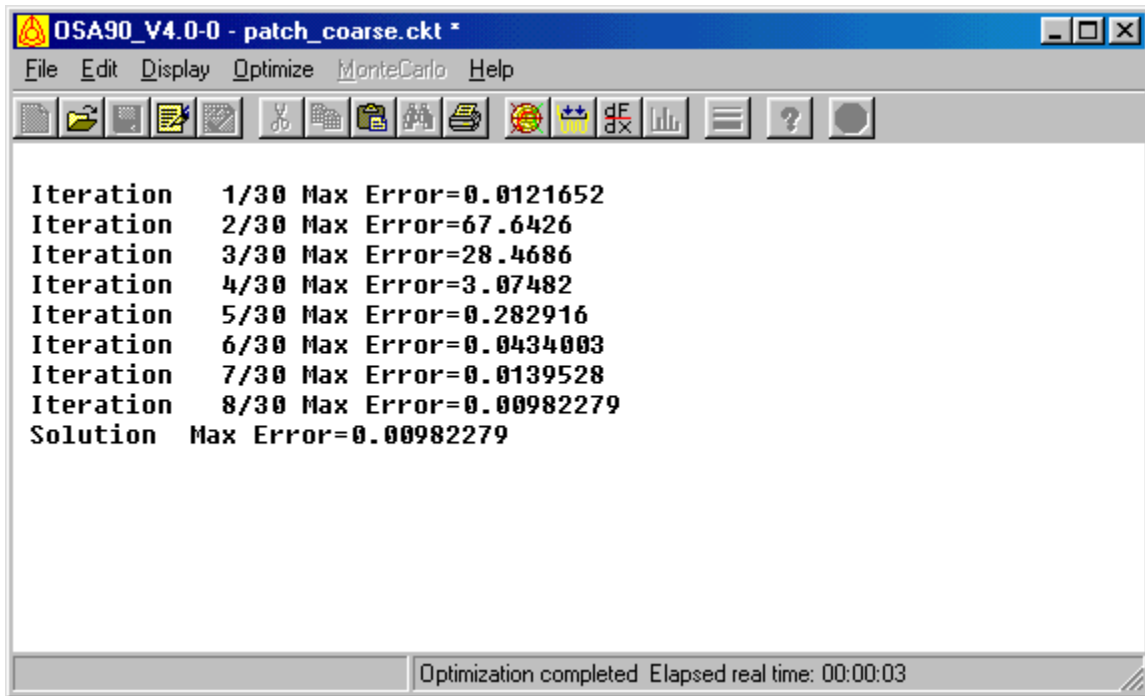 OSA90_V4.0-0 - patch_coarse.ckt *
File Edit Display Optimize MonteCarlo Help
dF
dx
?
Iteration 1/30 Max Error=0.0121652
Iteration 2/30 Max Error=67.6426
Iteration 3/30 Max Error=28.4686
Iteration 4/30 Max Error=3.07482
Iteration 5/30 Max Error=0.282916
Iteration 6/30 Max Error=0.0434003
Iteration 7/30 Max Error=0.0139528
Iteration 8/30 Max Error=0.00982279
Solution Max Error=0.00982279
Optimization completed Elapsed real time: 00:00:03